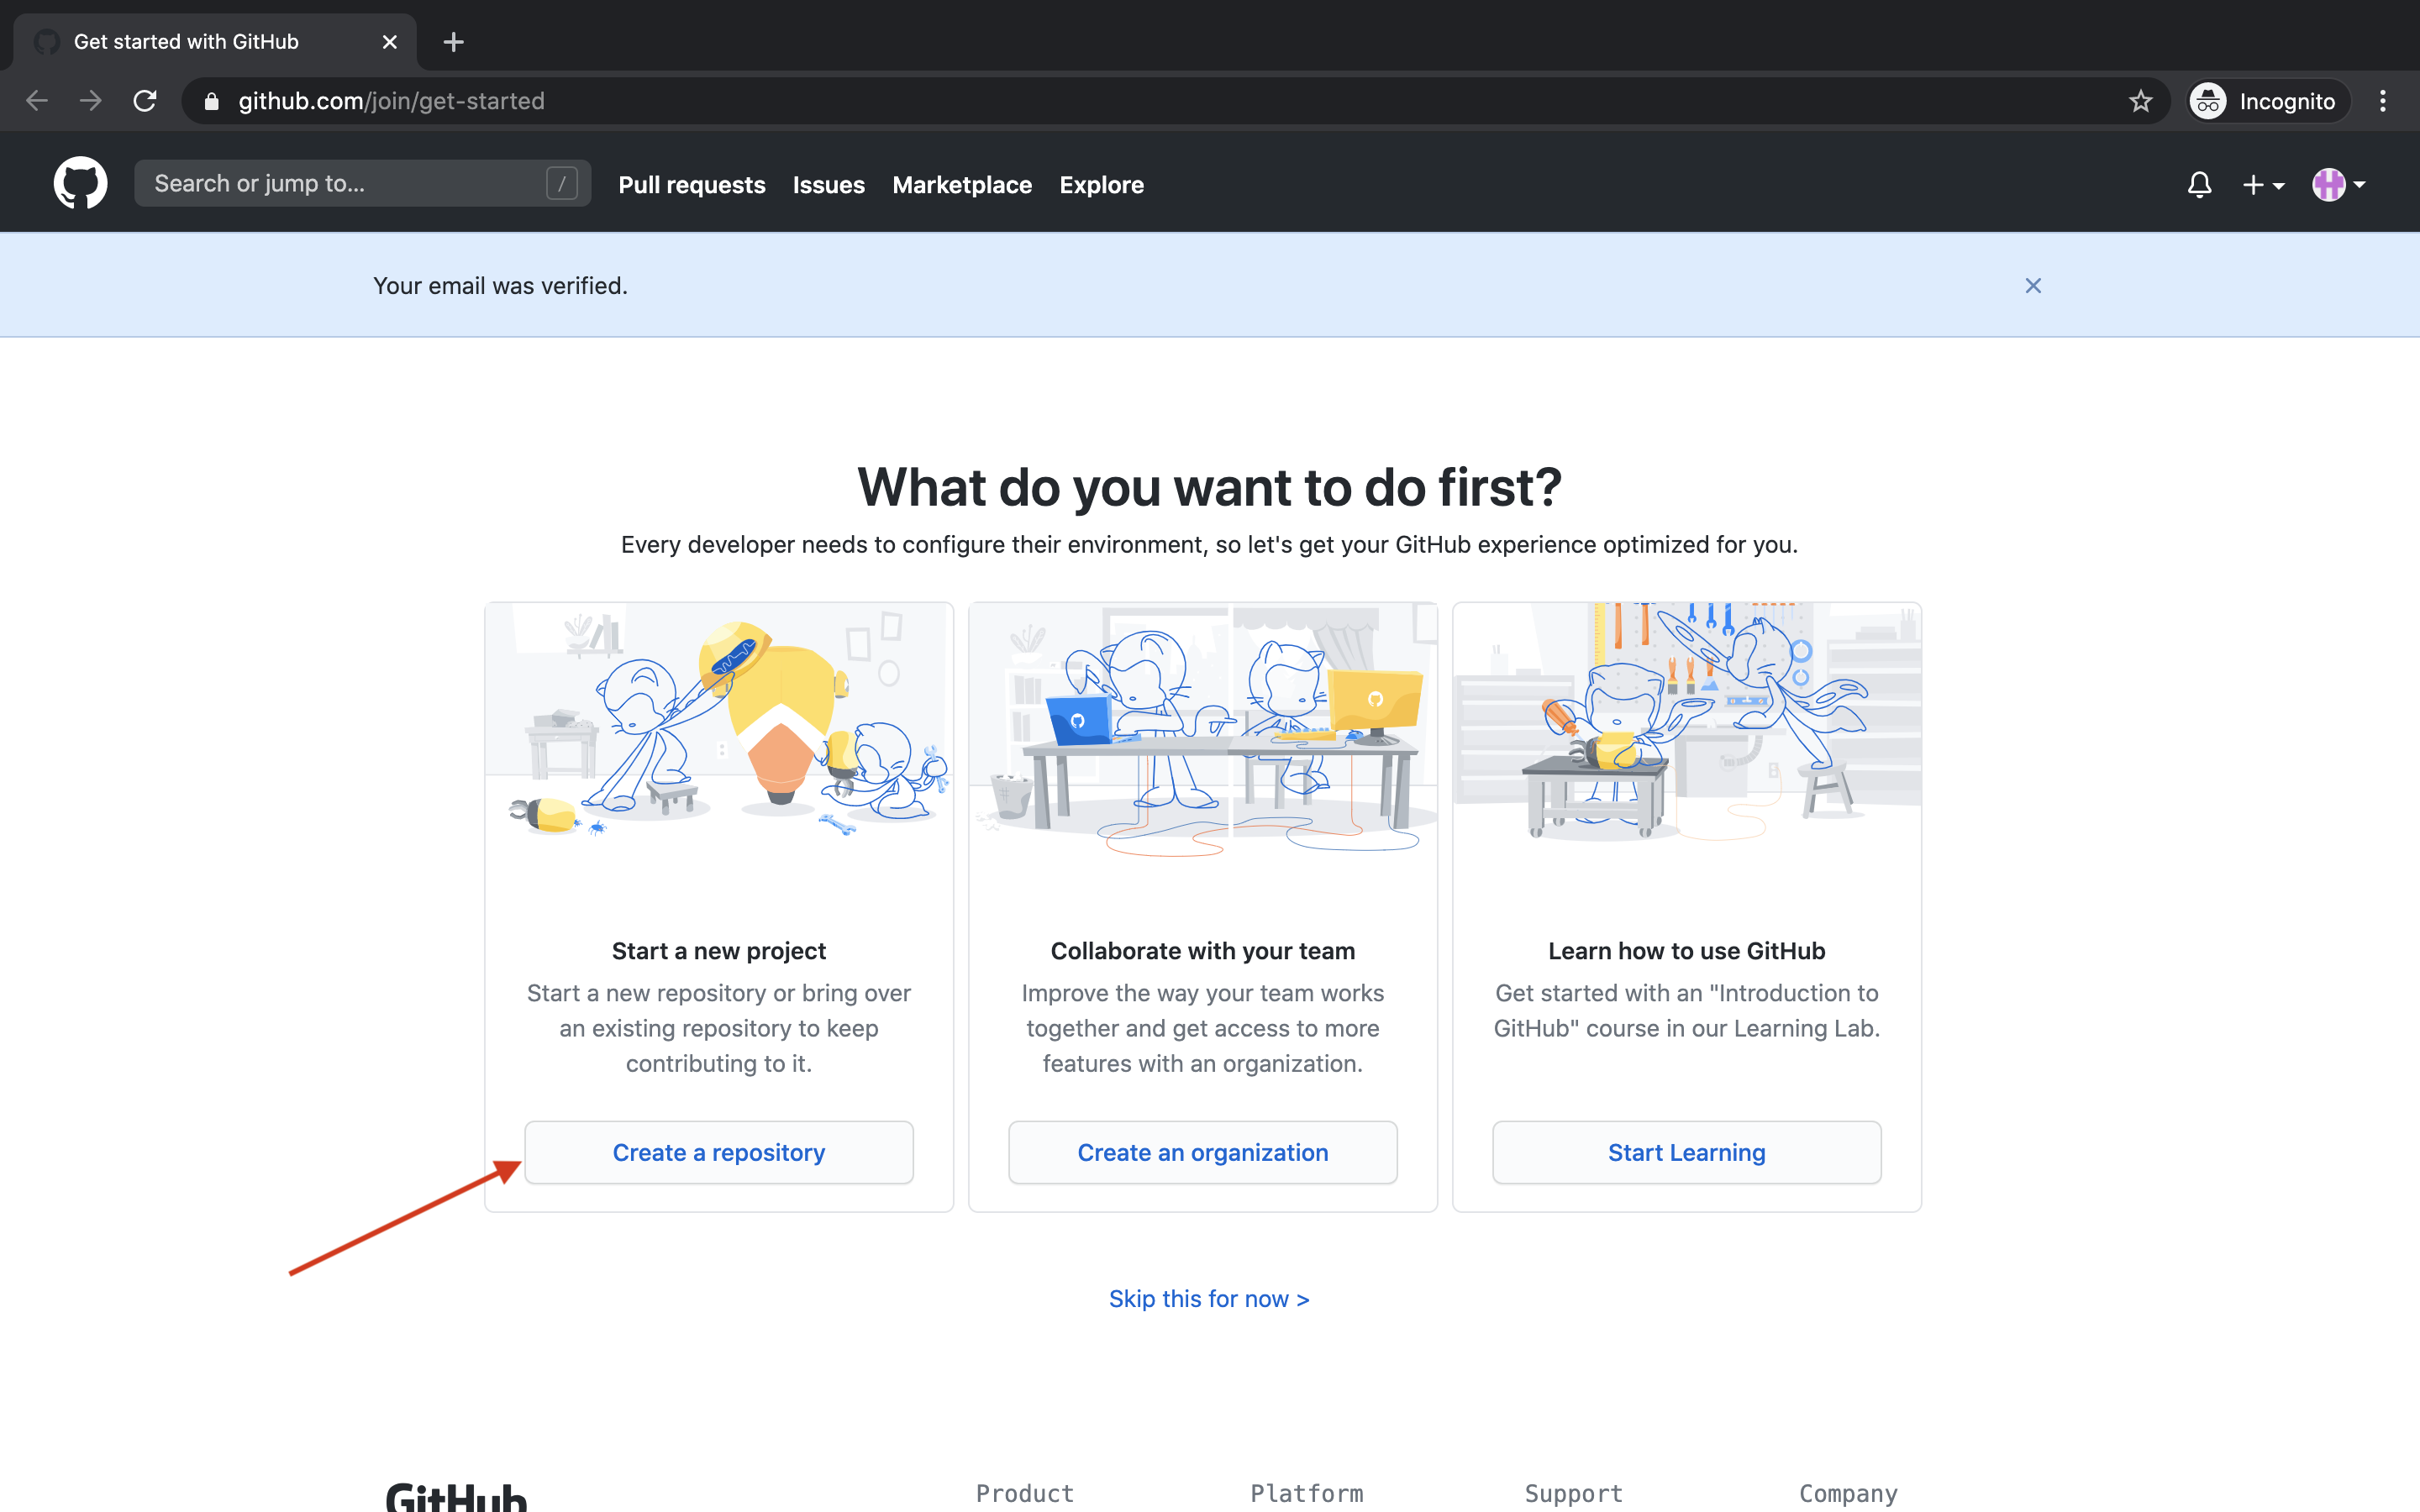 Get started with GitHub
github.com/join/get-started
Incognito
Search or jump to...
/
Pull requests
Issues
Marketplace
Explore
Your email was verified.
What do you want to do first?
Every developer needs to configure their environment, so let's get your GitHub experience optimized for you.
Start a new project
Start a new repository or bring over
an existing repository to keep
contributing to it.
Create a repository
Collaborate with your team
Improve the way your team works
together and get access to more
features with an organization.
Create an organization
Learn how to use GitHub
Get started with an "Introduction to
GitHub" course in our Learning Lab.
Start Learning
Skip this for now >
GitHub
Product
Platform
Support
Company